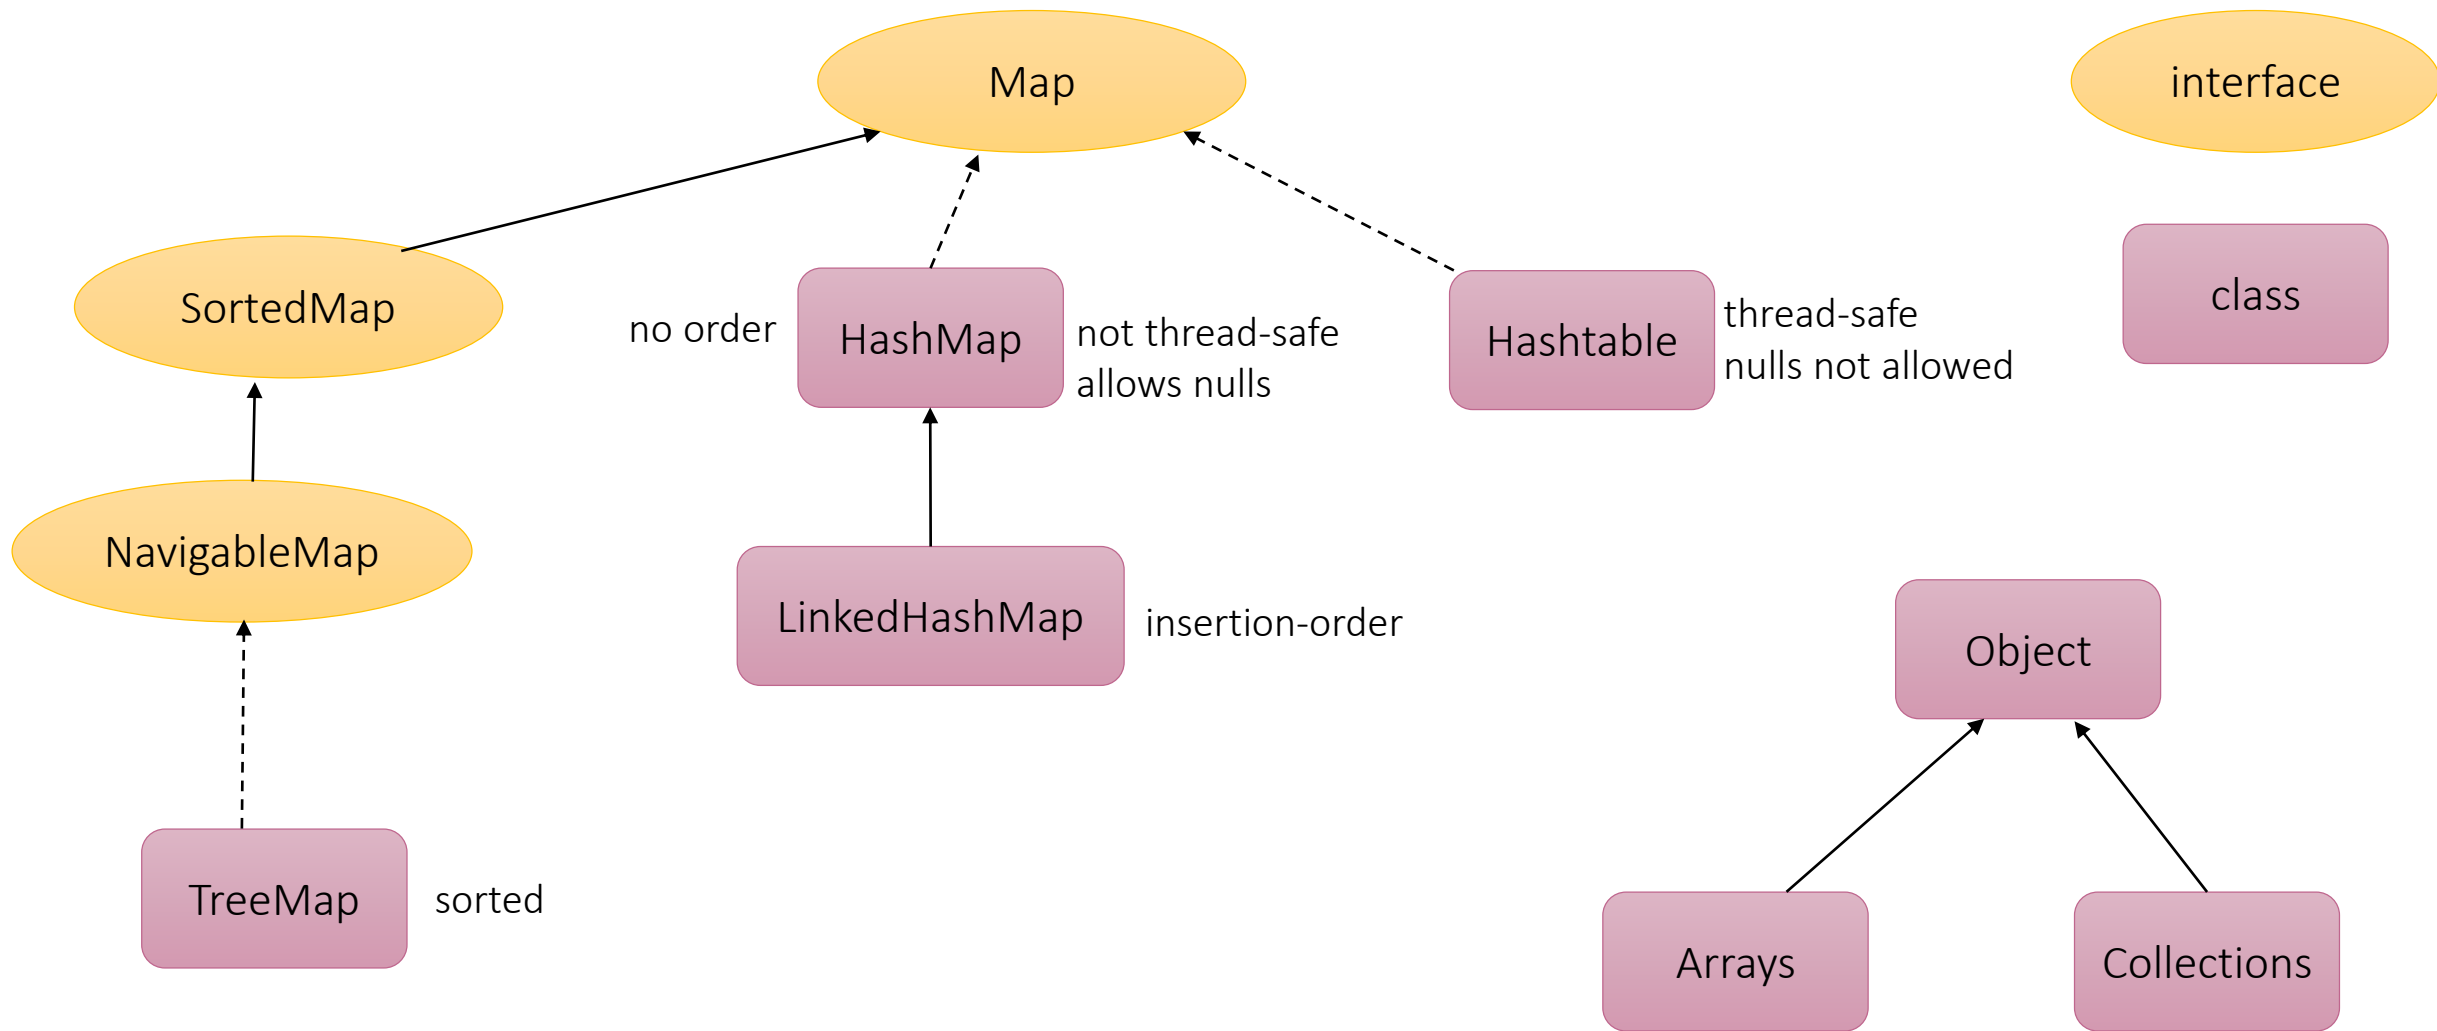 Map
interface
SortedMap
no order
HashMap
not thread-safe
allows nulls
Hashtable
thread-safe
nulls not allowed
class
NavigableMap
LinkedHashMap
insertion-order
Object
TreeMap
sorted
Arrays
Collections